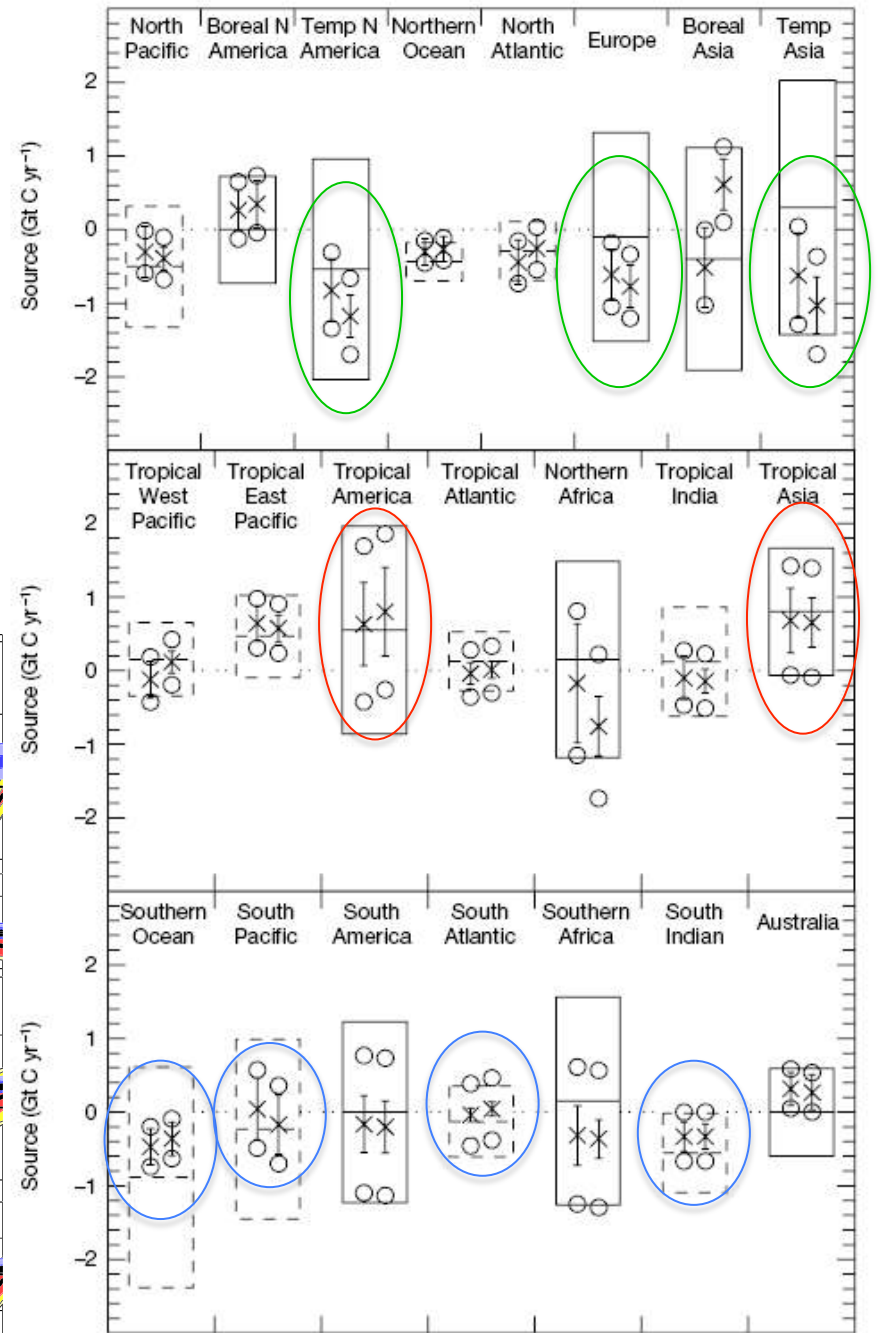 North Pacific
Boreal N America
Temp N America
Northern Ocean
North Atlantic
Europe
Boreal Asia
Temp Asia
Source (Gt C yr⁻¹)
2
1
0
–1
–2
Tropical West Pacific
Tropical East Pacific
Tropical America
Tropical Atlantic
Northern Africa
Tropical India
Tropical Asia
Source (Gt C yr⁻¹)
2
1
0
–1
–2
Southern Ocean
South Pacific
South America
South Atlantic
Southern Africa
South Indian
Australia
Source (Gt C yr⁻¹)
2
1
0
–1
–2